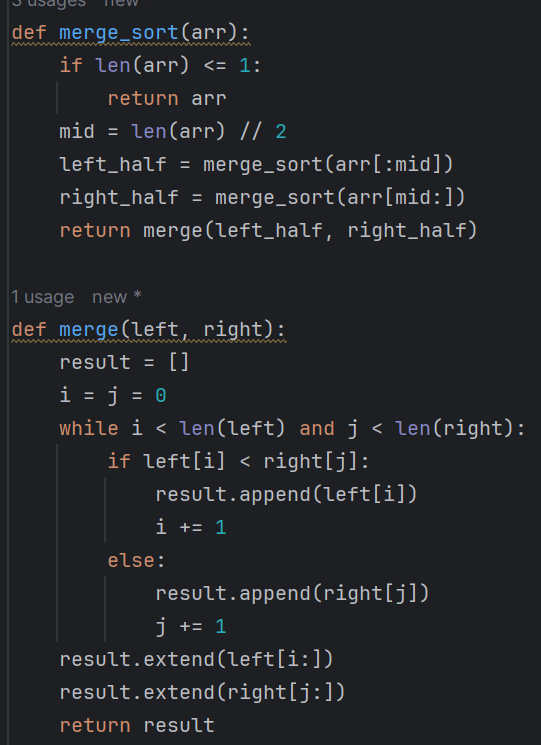 3 usages new *
def merge_sort(arr):
    if len(arr) <= 1:
        return arr
    mid = len(arr) // 2
    left_half = merge_sort(arr[:mid])
    right_half = merge_sort(arr[mid:])
    return merge(left_half, right_half)
1 usage new *
def merge(left, right):
    result = []
    i = j = 0
    while i < len(left) and j < len(right):
        if left[i] < right[j]:
            result.append(left[i])
            i += 1
        else:
            result.append(right[j])
            j += 1
    result.extend(left[i:])
    result.extend(right[j:])
    return result